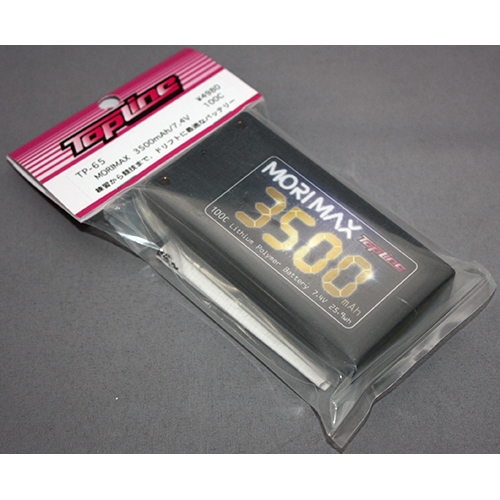 TopLine
TP-65 ¥4980
MORIMAX 3500mAh/7.4V 100C
練習から競技まで、ドリフトに最適なバッテリー
MORIMAX
TopLine
3500 mAh
100C Lithium Polymer Battery 7.4V 25.9wh